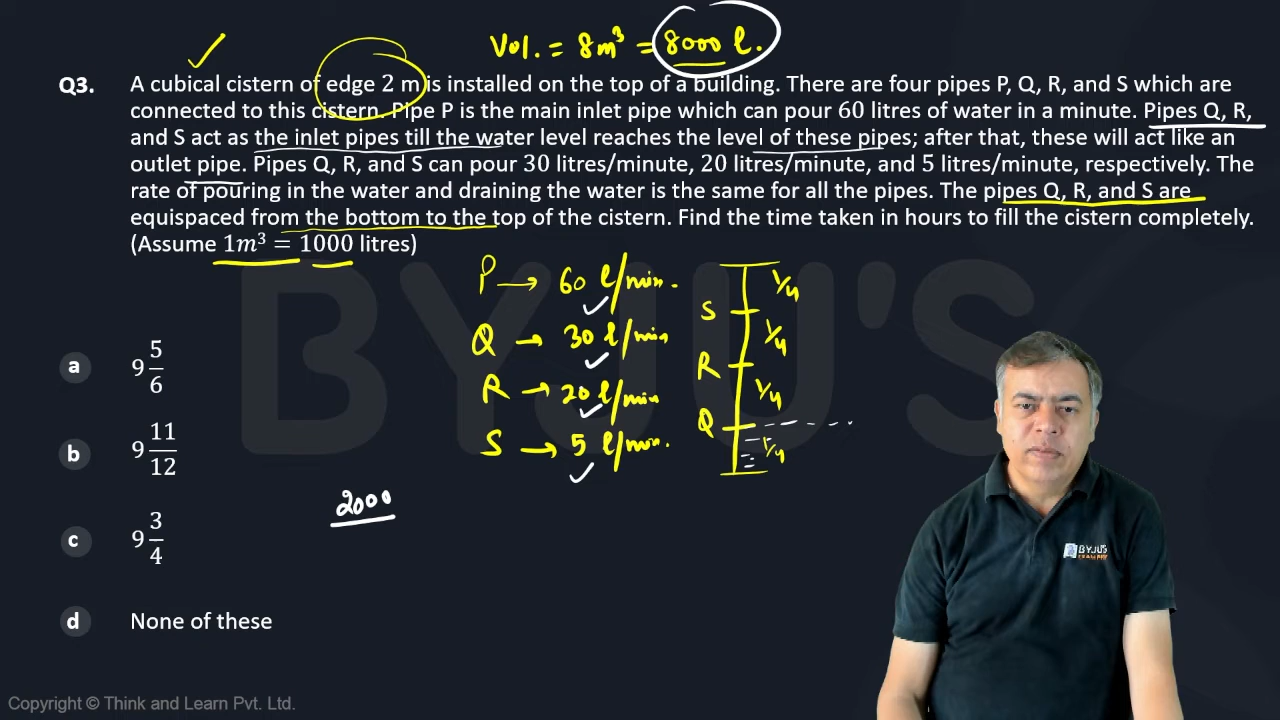 Vol. = 8m³ = 8000 l.
Q3. A cubical cistern of edge 2 m is installed on the top of a building. There are four pipes P, Q, R, and S which are
connected to this cistern. Pipe P is the main inlet pipe which can pour 60 litres of water in a minute. Pipes Q, R,
and S act as the inlet pipes till the water level reaches the level of these pipes; after that, these will act like an
outlet pipe. Pipes Q, R, and S can pour 30 litres/minute, 20 litres/minute, and 5 litres/minute, respectively. The
rate of pouring in the water and draining the water is the same for all the pipes. The pipes Q, R, and S are
equispaced from the bottom to the top of the cistern. Find the time taken in hours to fill the cistern completely.
(Assume 1m³ = 1000 litres)
P → 60 l/min.
Q → 30 l/min
R → 20 l/min
S → 5 l/min.
1/4
S
1/4
R
1/4
Q
1/4
a 9 5/6
b 9 11/12
c 9 3/4
d None of these
2000
BYJU'S
BYJU'S
Copyright © Think and Learn Pvt. Ltd.